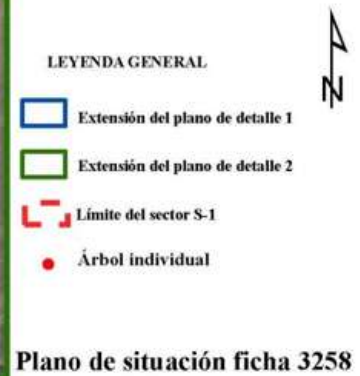 LEYENDA GENERAL
N
Extensión del plano de detalle 1
Extensión del plano de detalle 2
Límite del sector S-1
Árbol individual
Plano de situación ficha 3258